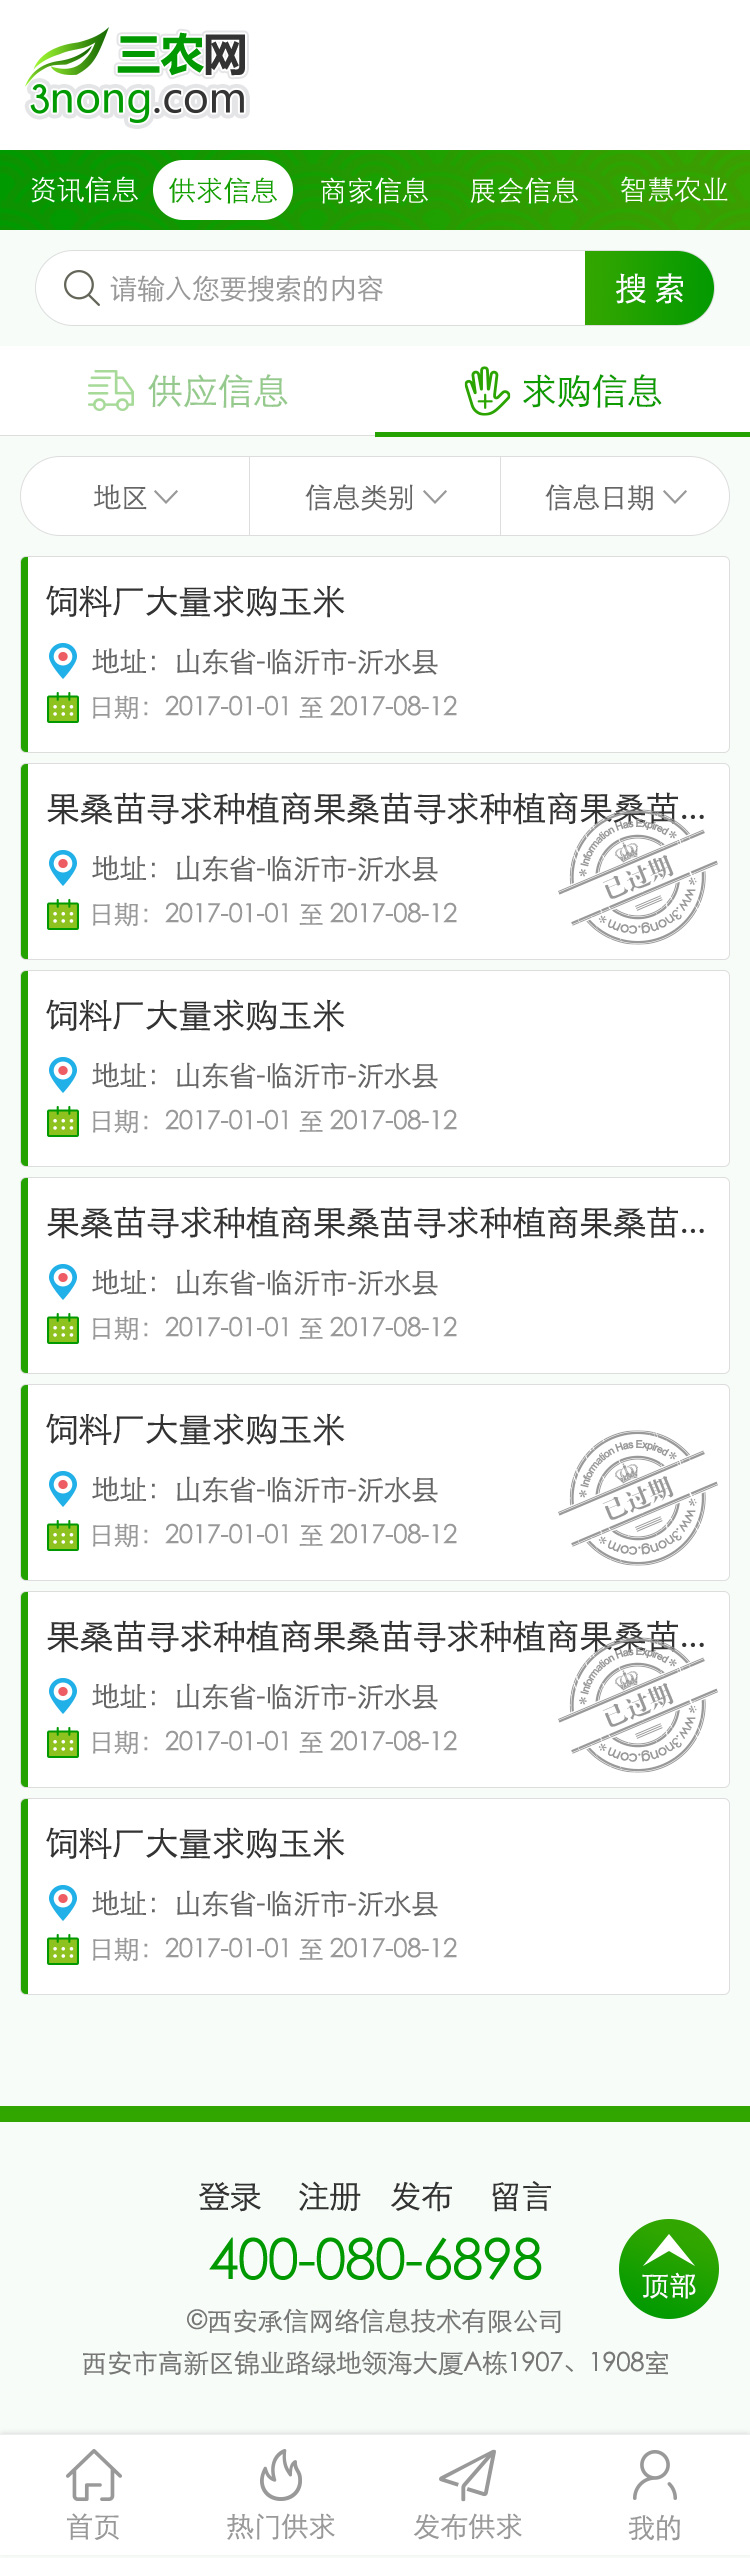 三农网
3nong.com
资讯信息 供求信息 商家信息 展会信息 智慧农业
请输入您要搜索的内容 搜 索
供应信息 求购信息
地区 信息类别 信息日期
饲料厂大量求购玉米
地址：山东省-临沂市-沂水县
日期：2017-01-01 至 2017-08-12
果桑苗寻求种植商果桑苗寻求种植商果桑苗...
地址：山东省-临沂市-沂水县
日期：2017-01-01 至 2017-08-12
* Information Has Expired *
已过期
*www.3nong.com*
饲料厂大量求购玉米
地址：山东省-临沂市-沂水县
日期：2017-01-01 至 2017-08-12
果桑苗寻求种植商果桑苗寻求种植商果桑苗...
地址：山东省-临沂市-沂水县
日期：2017-01-01 至 2017-08-12
饲料厂大量求购玉米
地址：山东省-临沂市-沂水县
日期：2017-01-01 至 2017-08-12
* Information Has Expired *
已过期
*www.3nong.com*
果桑苗寻求种植商果桑苗寻求种植商果桑苗...
地址：山东省-临沂市-沂水县
日期：2017-01-01 至 2017-08-12
* Information Has Expired *
已过期
*www.3nong.com*
饲料厂大量求购玉米
地址：山东省-临沂市-沂水县
日期：2017-01-01 至 2017-08-12
登录 注册 发布 留言
400-080-6898
顶部
©西安承信网络信息技术有限公司
西安市高新区锦业路绿地领海大厦A栋1907、1908室
首页 热门供求 发布供求 我的